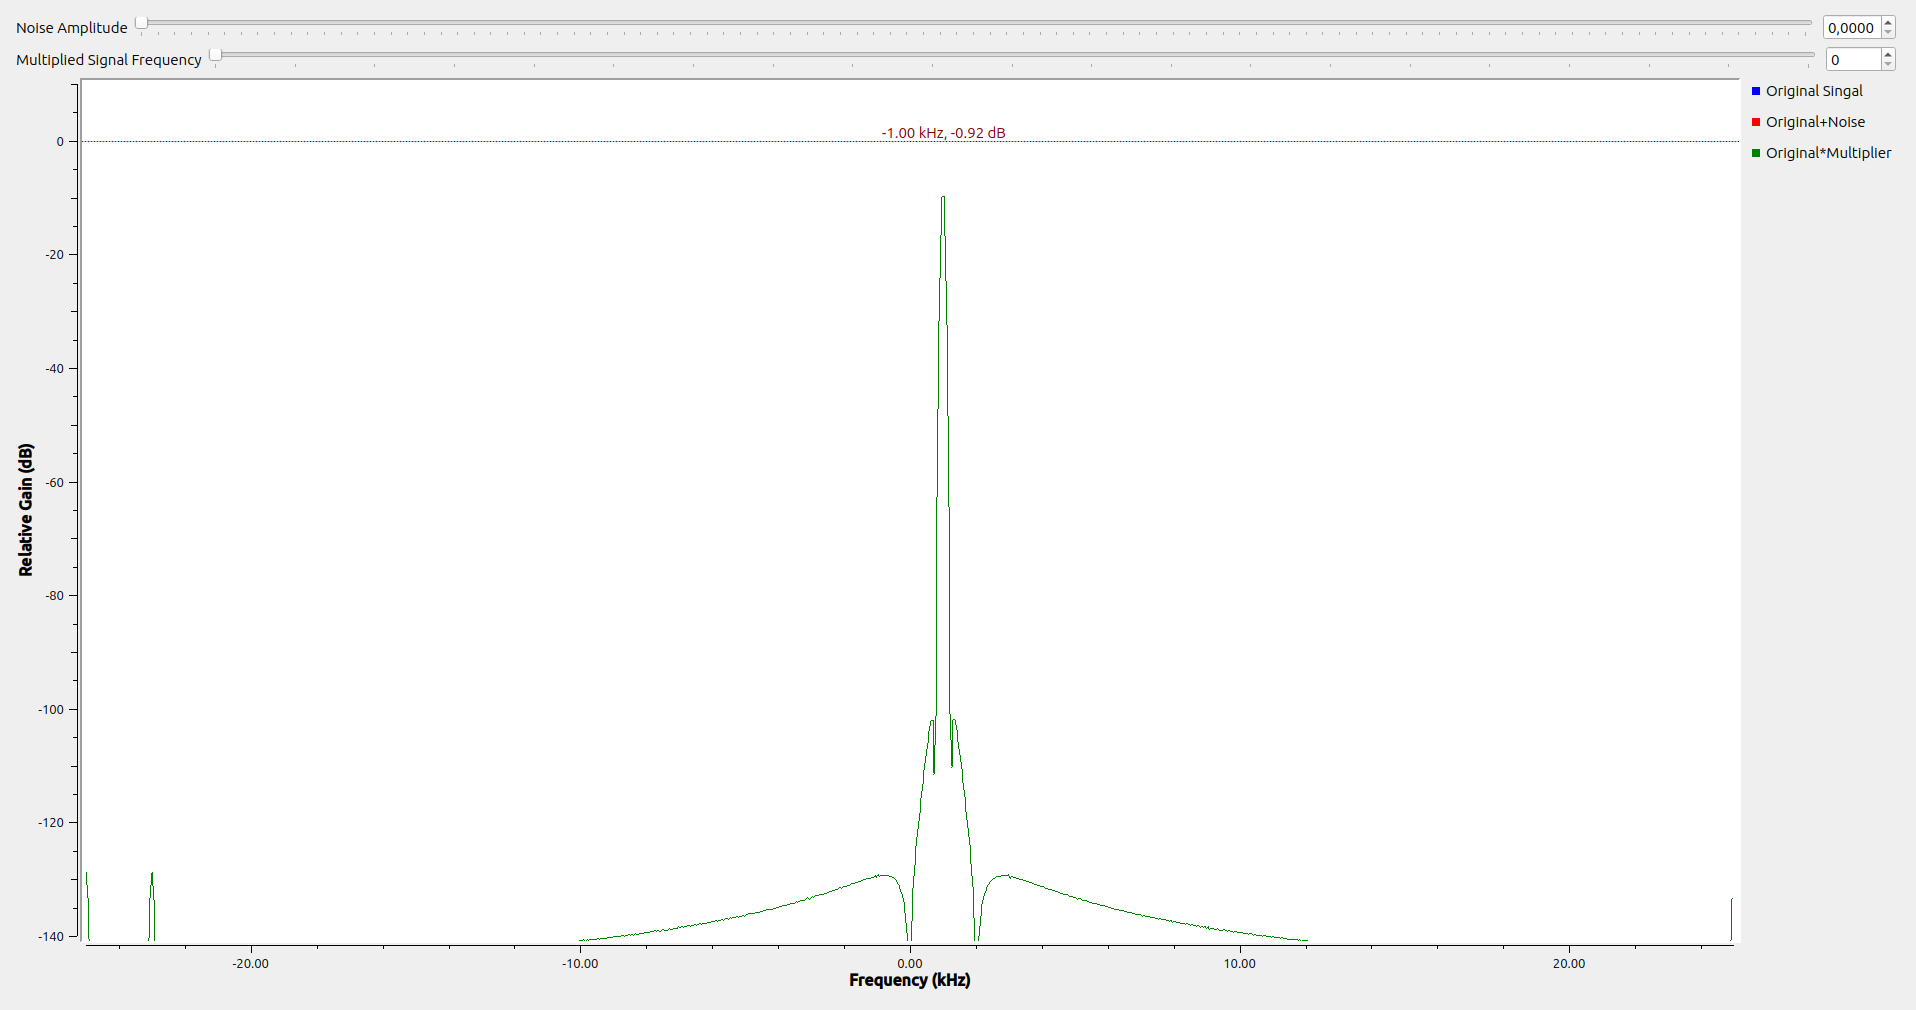 Noise Amplitude
0,0000
Multiplied Signal Frequency
0
-1.00 kHz, -0.92 dB
Original Singal
Original+Noise
Original*Multiplier
Relative Gain (dB)
0
-20
-40
-60
-80
-100
-120
-140
-20.00
-10.00
0.00
10.00
20.00
Frequency (kHz)